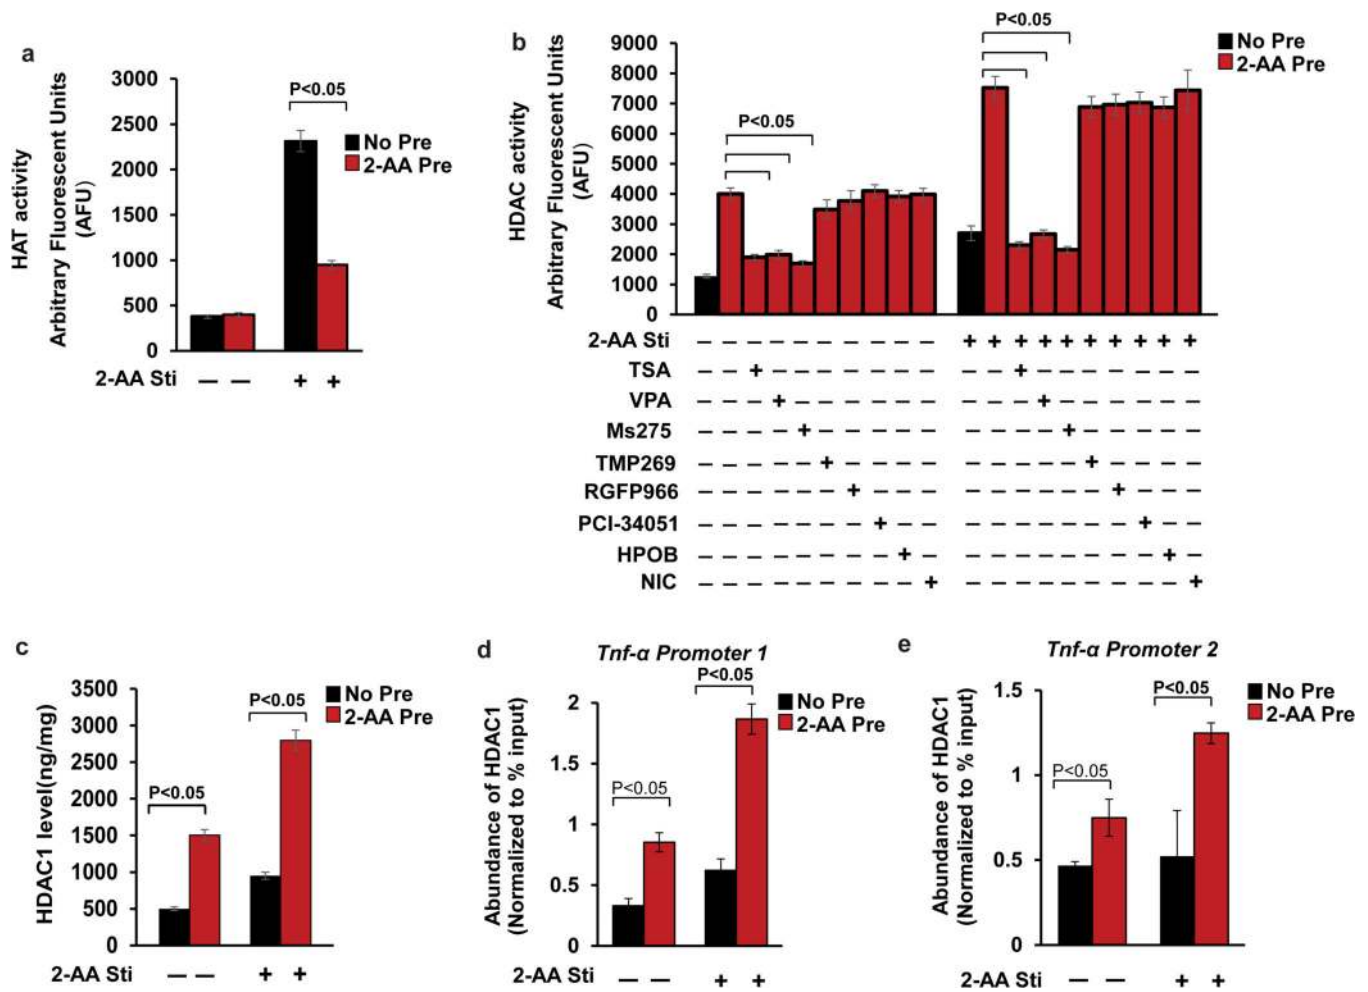 a
HAT activity
Arbitrary Fluorescent Units
(AFU)
3000
2500
2000
1500
1000
500
0
P<0.05
No Pre
2-AA Pre
2-AA Sti — — + +
b
HDAC activity
Arbitrary Fluorescent Units
(AFU)
9000
8000
7000
6000
5000
4000
3000
2000
1000
0
P<0.05
P<0.05
No Pre
2-AA Pre
2-AA Sti – – – – – – – – – – + + + + + + + + + +
TSA – – + – – – – – – – – – + – – – – – – –
VPA – – – + – – – – – – – – – + – – – – – –
Ms275 – – – – + – – – – – – – – – + – – – – –
TMP269 – – – – – + – – – – – – – – – + – – – –
RGFP966 – – – – – – + – – – – – – – – – + – – –
PCI-34051 – – – – – – – + – – – – – – – – – + – –
HPOB – – – – – – – – + – – – – – – – – – + –
NIC – – – – – – – – – + – – – – – – – – – +
c
HDAC1 level(ng/mg)
3500
3000
2500
2000
1500
1000
500
0
P<0.05
P<0.05
No Pre
2-AA Pre
2-AA Sti — — + +
d
Tnf-α Promoter 1
Abundance of HDAC1
(Normalized to % input)
2
1.5
1
0.5
0
P<0.05
P<0.05
No Pre
2-AA Pre
2-AA Sti — — + +
e
Tnf-α Promoter 2
Abundance of HDAC1
(Normalized to % input)
1.5
1
0.5
0
P<0.05
P<0.05
No Pre
2-AA Pre
2-AA Sti — — + +